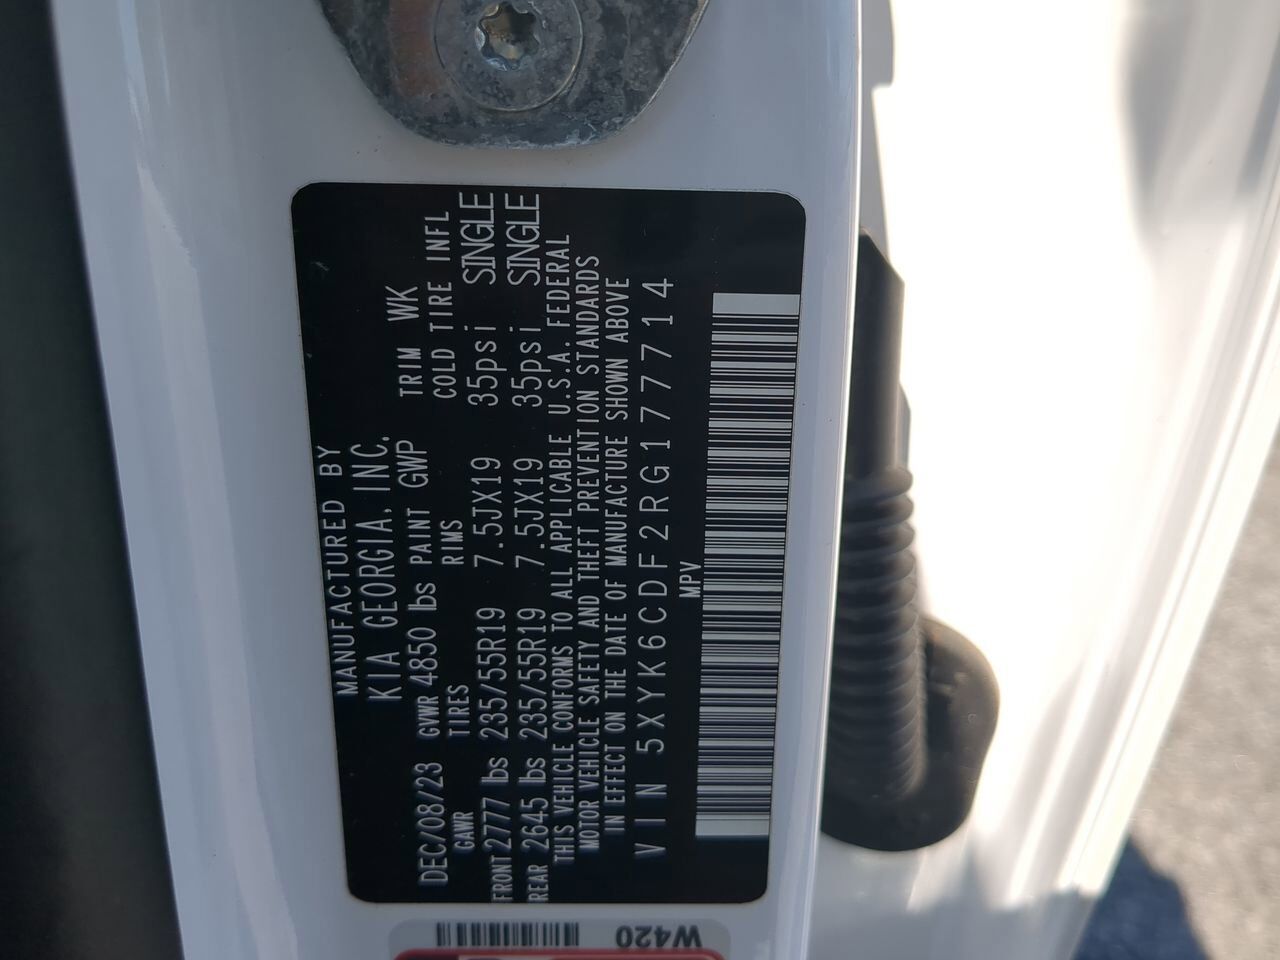 MANUFACTURED BY
KIA GEORGIA, INC.
DEC/08/23 GVWR 4850 lbs PAINT GWP TRIM WK
GAWR TIRES RIMS COLD TIRE INFL
FRONT 2777 lbs 235/55R19 7.5JX19 35psi SINGLE
REAR 2645 lbs 235/55R19 7.5JX19 35psi SINGLE
THIS VEHICLE CONFORMS TO ALL APPLICABLE U.S.A. FEDERAL
MOTOR VEHICLE SAFETY AND THEFT PREVENTION STANDARDS
IN EFFECT ON THE DATE OF MANUFACTURE SHOWN ABOVE
VIN 5XYK6CDF2RG177714
MPV
W420